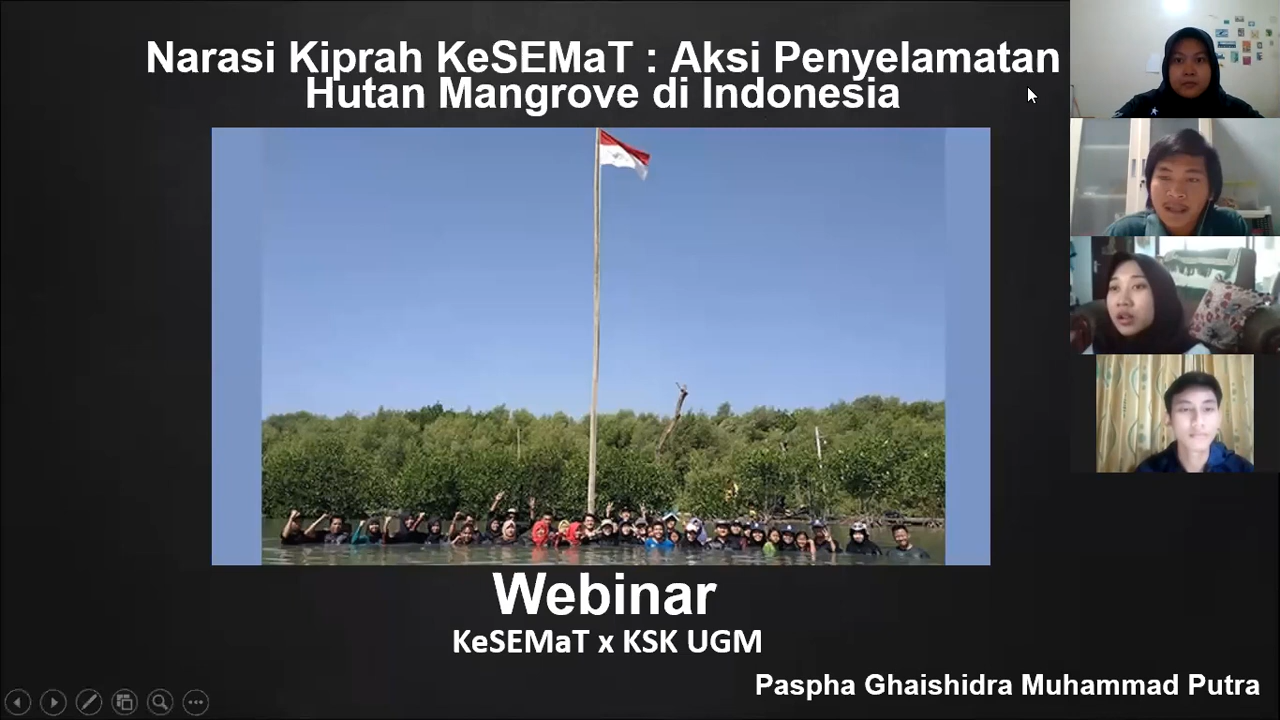 Narasi Kiprah KeSEMaT : Aksi Penyelamatan
Hutan Mangrove di Indonesia
Webinar
KeSEMaT x KSK UGM
Paspha Ghaishidra Muhammad Putra